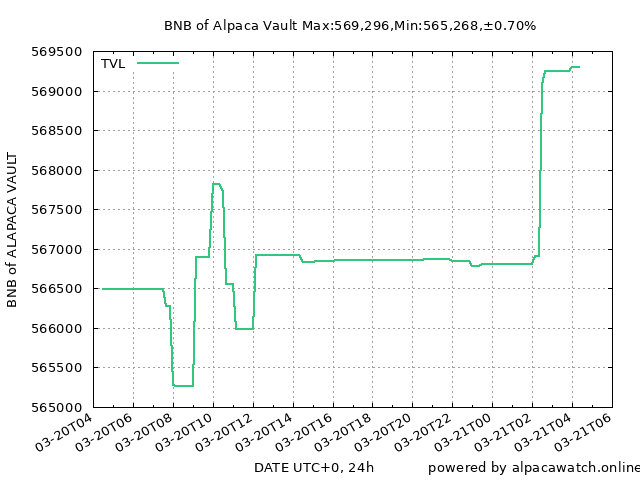 BNB of Alpaca Vault Max:569,296,Min:565,268,±0.70%
TVL
569500
569000
568500
568000
567500
567000
566500
566000
565500
565000
BNB of ALAPACA VAULT
03-20T04
03-20T06
03-20T08
03-20T10
03-20T12
03-20T14
03-20T16
03-20T18
03-20T20
03-20T22
03-21T00
03-21T02
03-21T04
03-21T06
DATE UTC+0, 24h
powered by alpacawatch.online